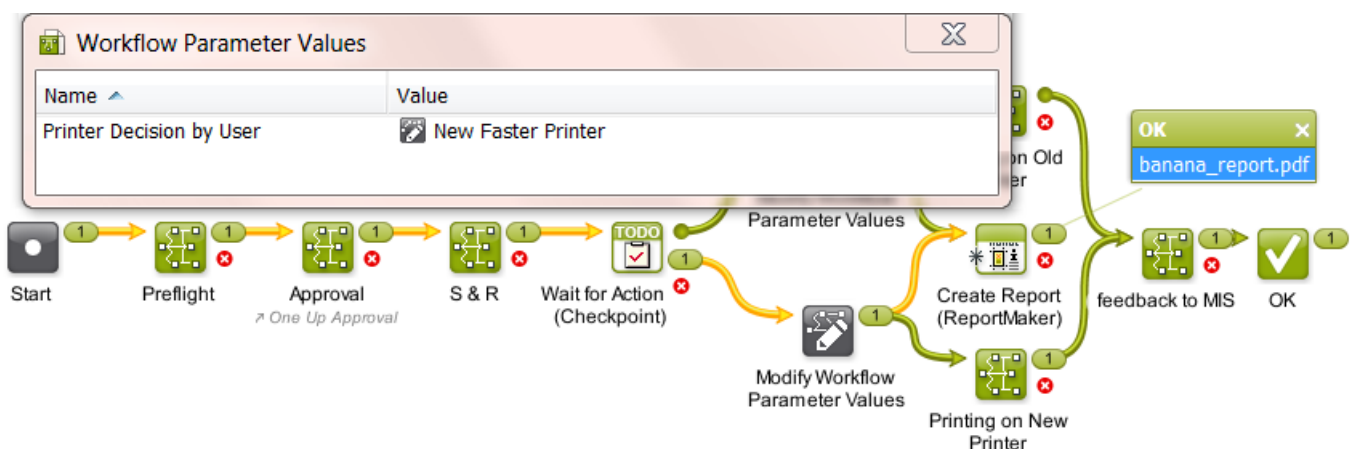 Workflow Parameter Values
Name Value
Printer Decision by User New Faster Printer
on Old
OK
banana_report.pdf
Parameter Values
1
1
1
1
TODO
1
1
1
1
1
1
1
Start
Preflight
Approval
One Up Approval
S & R
Wait for Action
(Checkpoint)
Create Report
(ReportMaker)
feedback to MIS
OK
Modify Workflow
Parameter Values
Printing on New
Printer